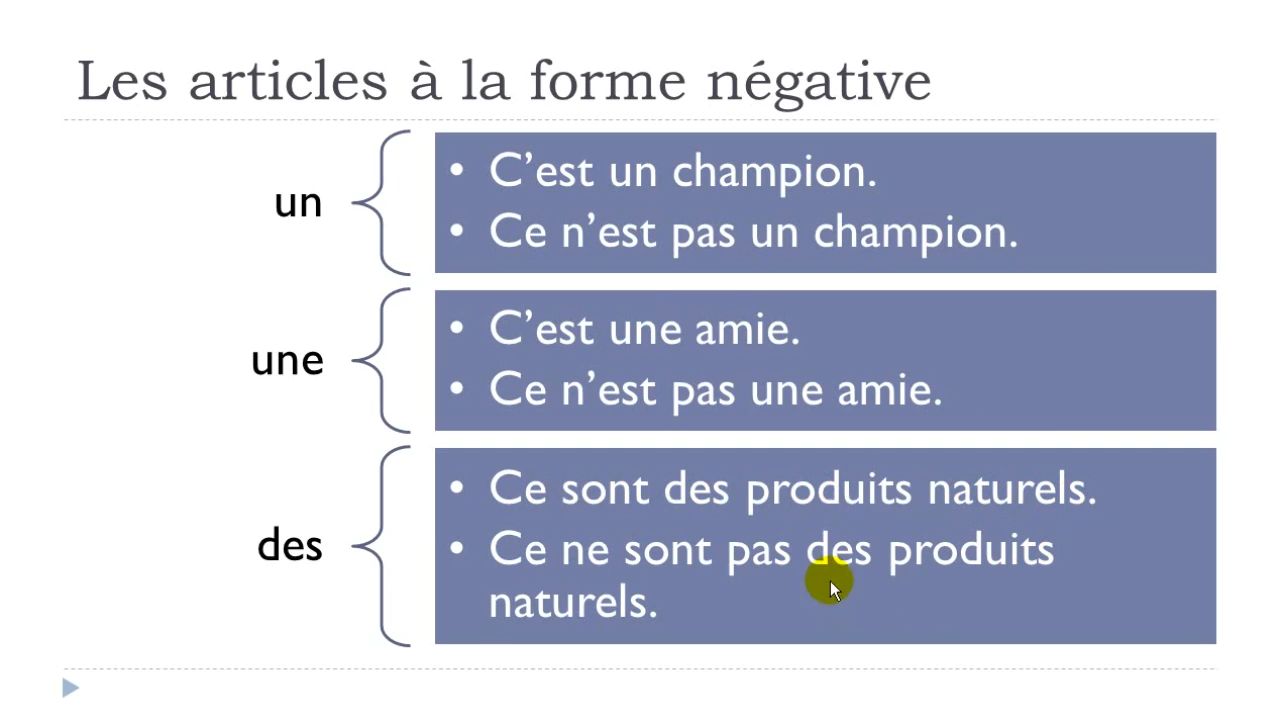 Les articles à la forme négative
un
• C’est un champion.
• Ce n’est pas un champion.
une
• C’est une amie.
• Ce n’est pas une amie.
des
• Ce sont des produits naturels.
• Ce ne sont pas des produits
naturels.